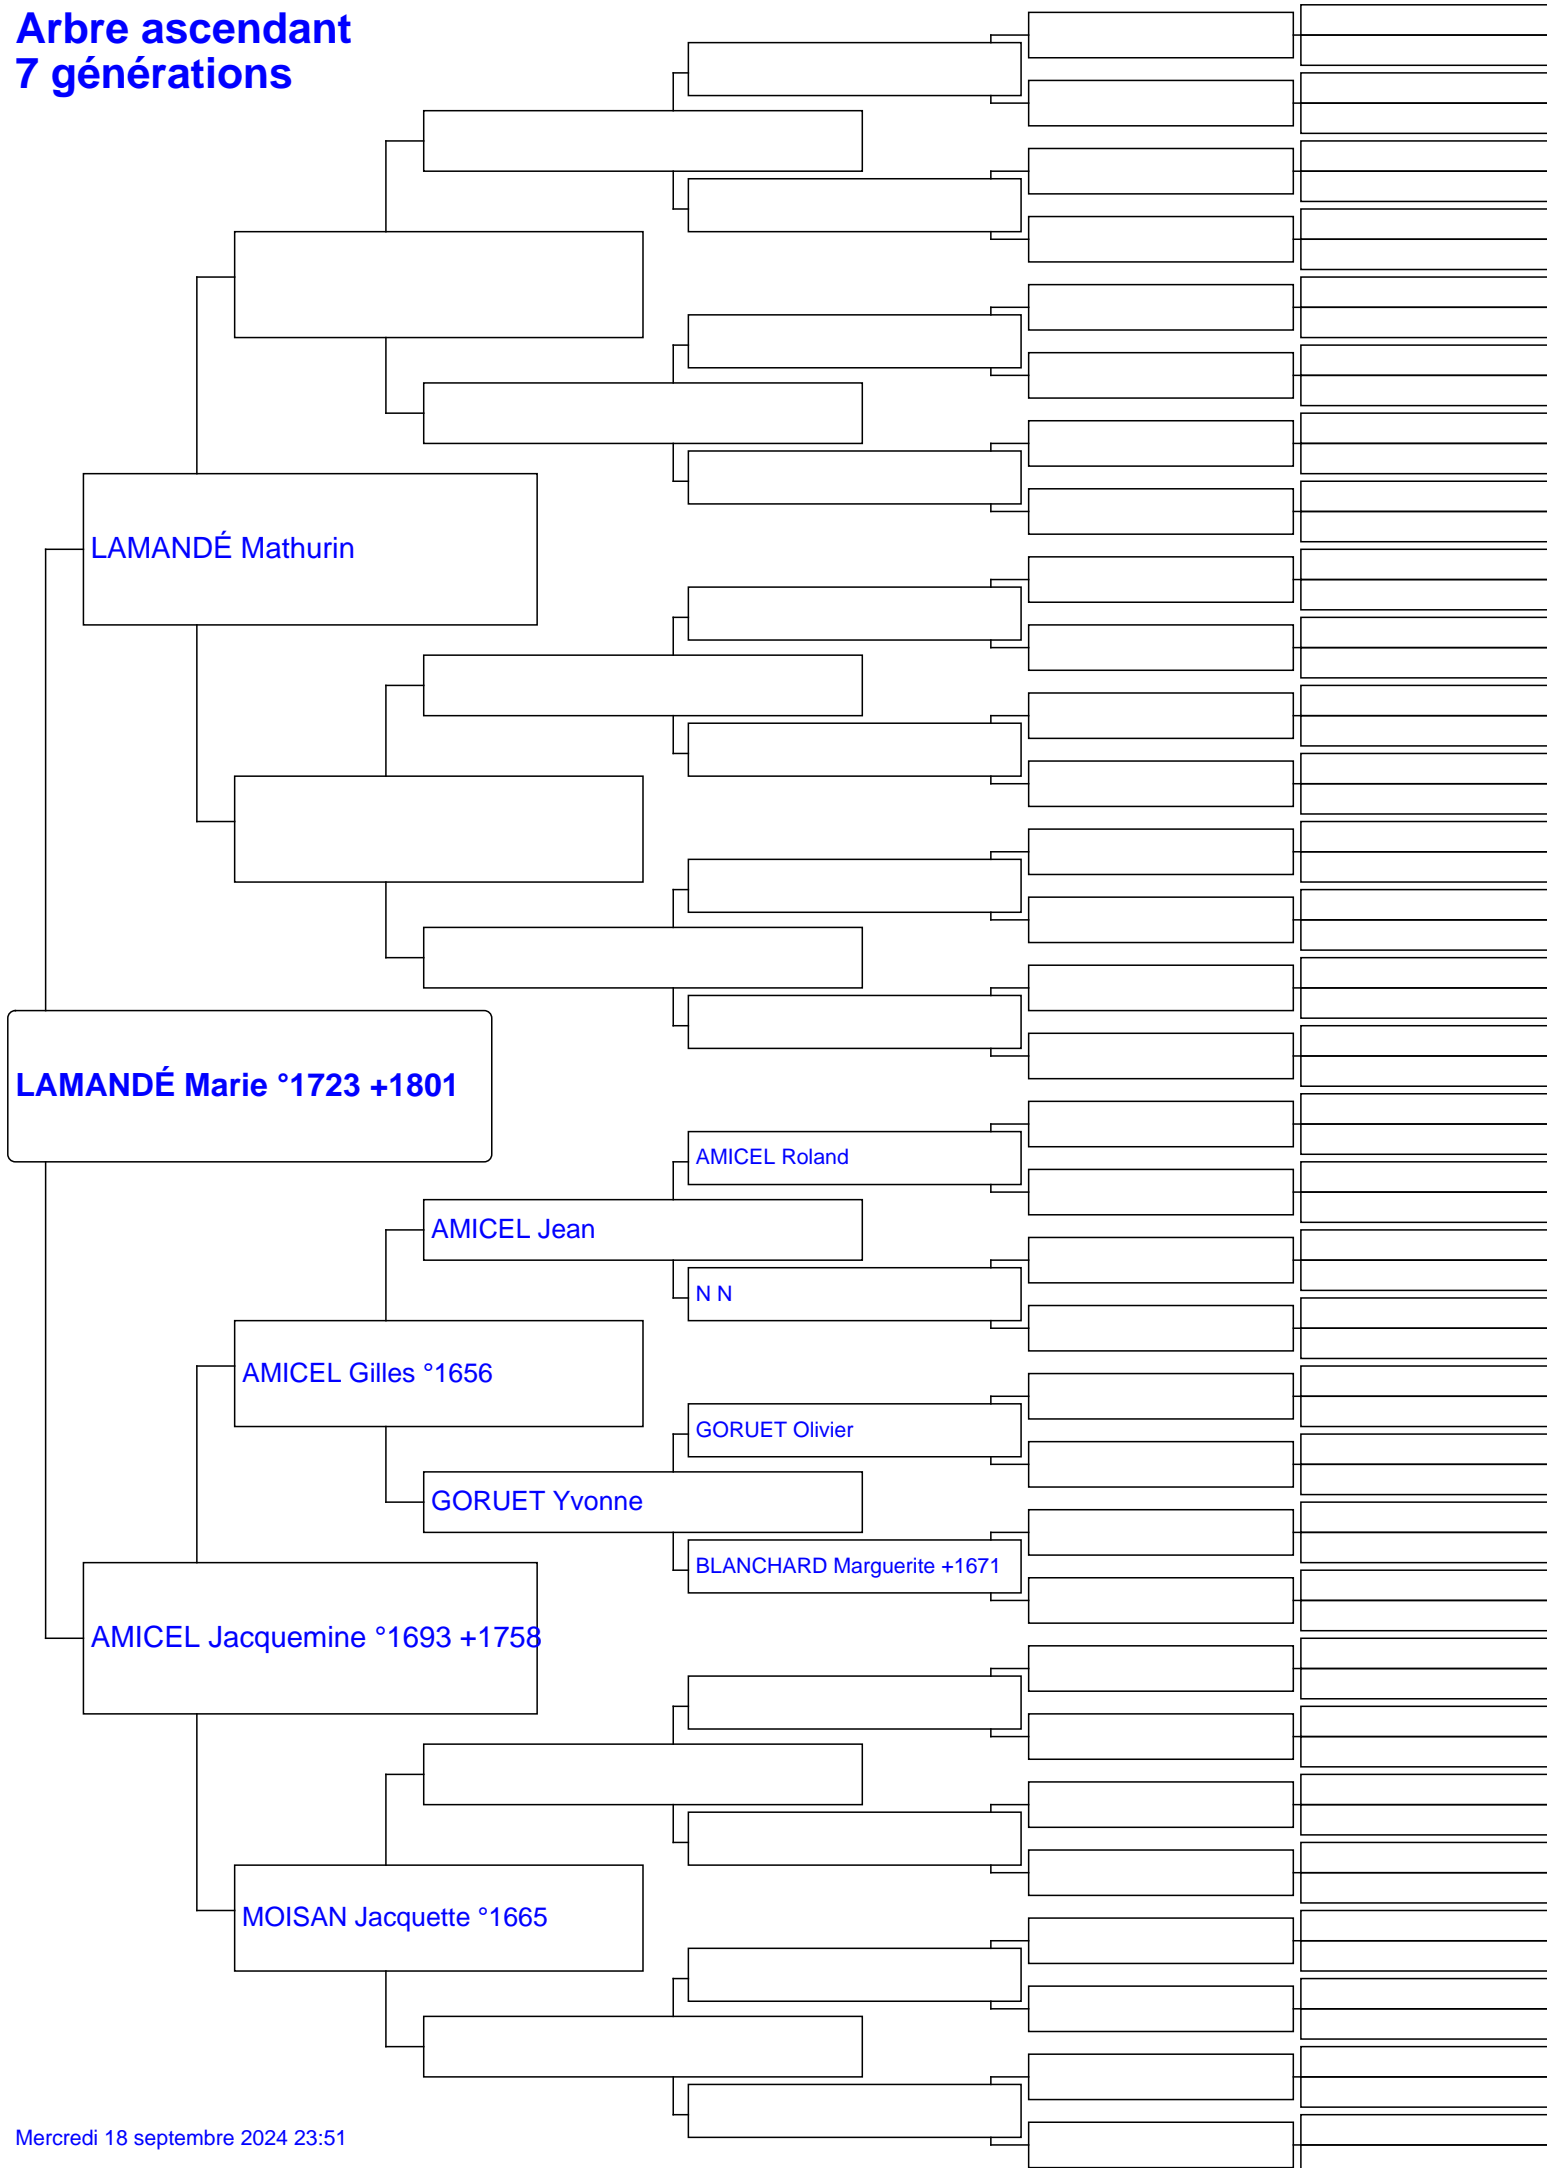 Arbre ascendant
7 générations
LAMANDÉ Mathurin
LAMANDÉ Marie °1723 +1801
AMICEL Roland
AMICEL Jean
N N
AMICEL Gilles °1656
GORUET Olivier
GORUET Yvonne
BLANCHARD Marguerite +1671
AMICEL Jacquemine °1693 +1758
MOISAN Jacquette °1665
Mercredi 18 septembre 2024 23:51